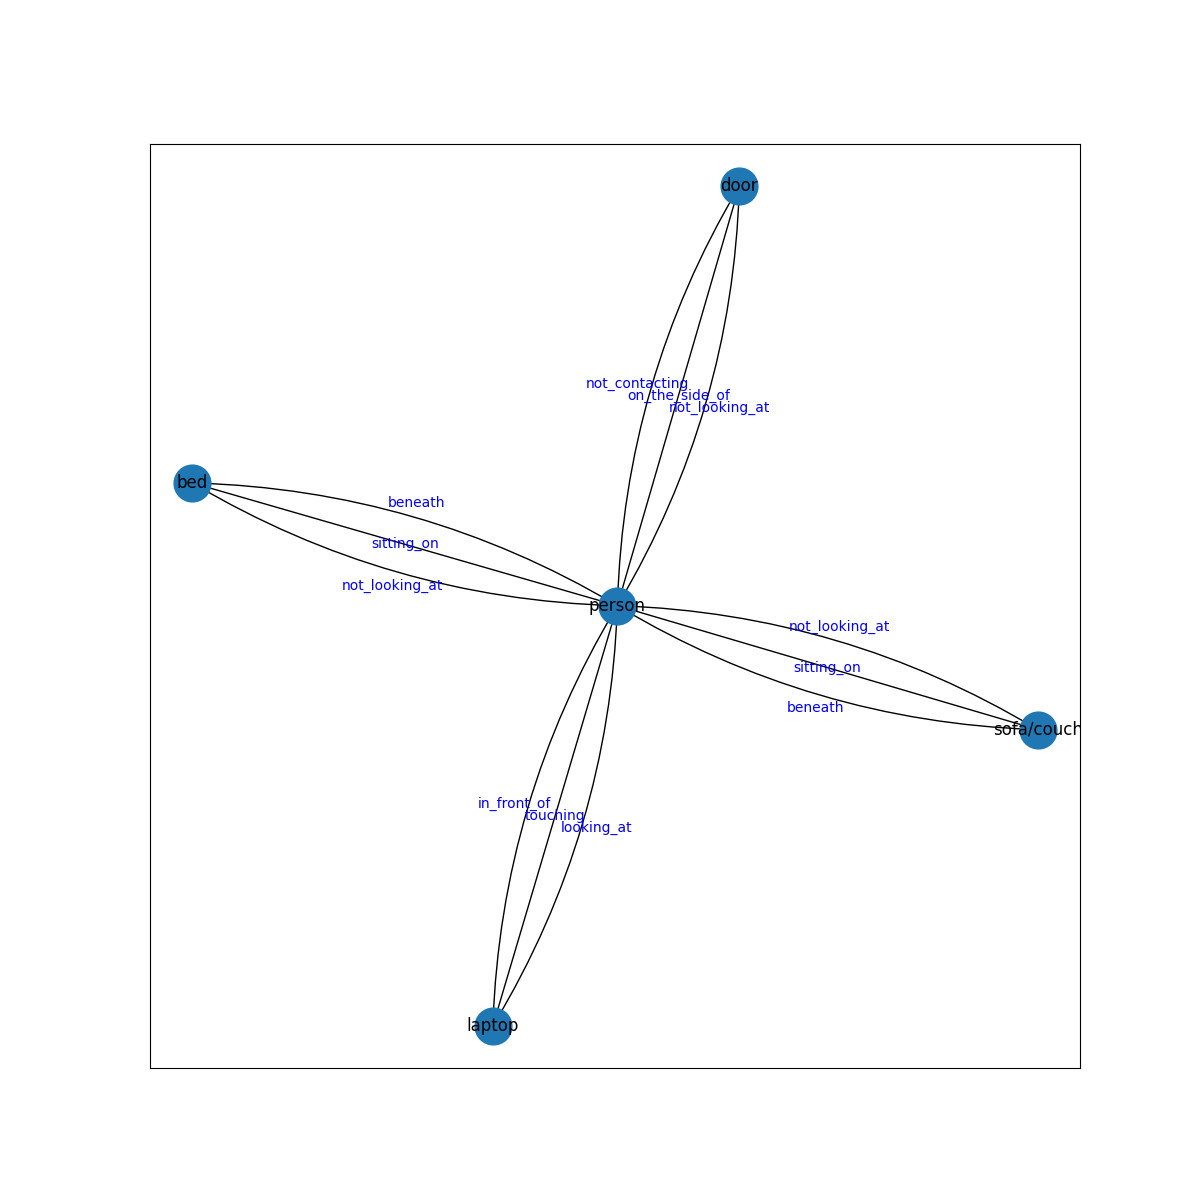 door
not_contacting
on_the_side_of
not_looking_at
bed
beneath
sitting_on
not_looking_at
person
not_looking_at
sitting_on
beneath
sofa/couch
in_front_of
touching
looking_at
laptop